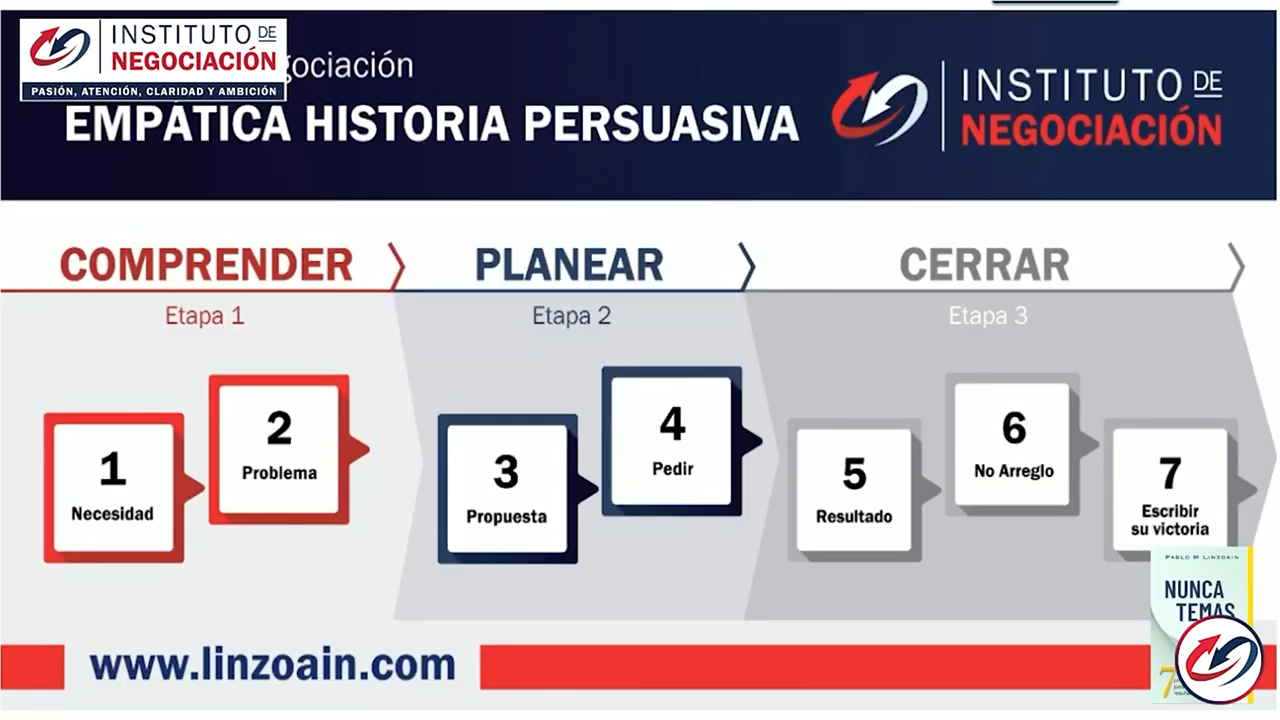 INSTITUTO DE
NEGOCIACIÓN
PASIÓN, ATENCIÓN, CLARIDAD Y AMBICIÓN
gociación
EMPÁTICA HISTORIA PERSUASIVA
INSTITUTO DE
NEGOCIACIÓN
COMPRENDER
PLANEAR
CERRAR
Etapa 1
Etapa 2
Etapa 3
1
Necesidad
2
Problema
3
Propuesta
4
Pedir
5
Resultado
6
No Arreglo
7
Escribir
su victoria
PABLO M LINZOAIN
NUNCA
TEMAS
7
www.linzoain.com